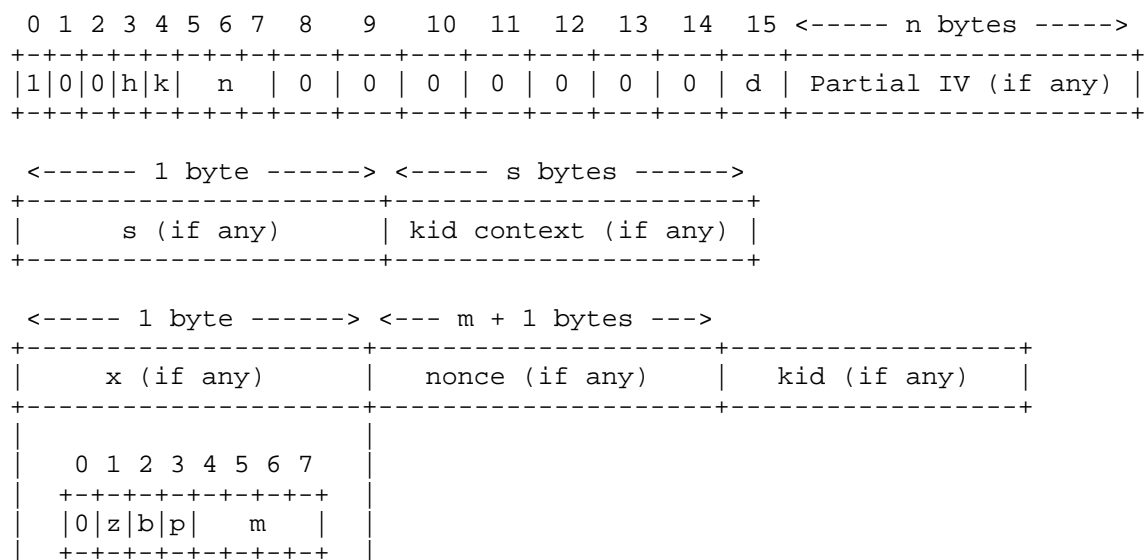 0 1 2 3 4 5 6 7   8   9   10  11  12  13  14  15 <----- n bytes ----->
+-+-+-+-+-+-+-+-+---+---+---+---+---+---+---+---+---------------------+
|1|0|0|h|k|  n  | 0 | 0 | 0 | 0 | 0 | 0 | 0 | d | Partial IV (if any) |
+-+-+-+-+-+-+-+-+---+---+---+---+---+---+---+---+---------------------+
 <------ 1 byte ------> <----- s bytes ------>
+----------------------+----------------------+
|      s (if any)      | kid context (if any) |
+----------------------+----------------------+
 <----- 1 byte ------> <--- m + 1 bytes --->
+---------------------+---------------------+------------------+
|     x (if any)      |   nonce (if any)    |   kid (if any)   |
+---------------------+---------------------+------------------+
|                     |
|   0 1 2 3 4 5 6 7   |
|  +-+-+-+-+-+-+-+-+  |
|  |0|z|b|p|   m   |  |
|  +-+-+-+-+-+-+-+-+  |